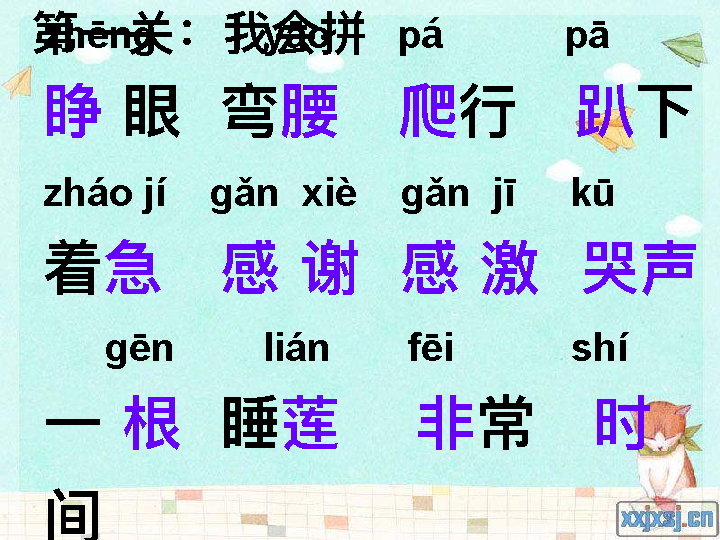 第一关：我会拼
zhēng yāo pá pā
睁 眼 弯腰 爬行 趴下
zháo jí gǎn xiè gǎn jī kū
着急 感 谢 感 激 哭声
gēn lián fēi shí
一 根 睡莲 非常 时
间
xxjxsj.cn